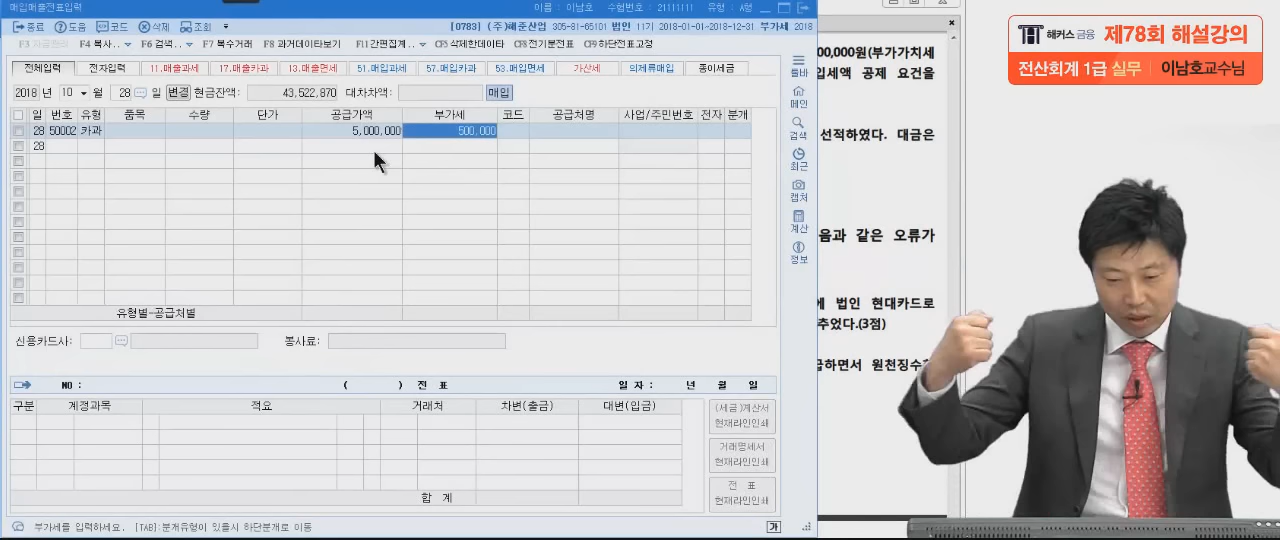 매입매출전표입력
이름 : 이남호 수험번호 : 21111111 유형 : A형
종료 도움 코드 삭제 조회
[0783] (주)해준산업 305-81-65101 법인 11기 2018-01-01~2018-12-31 부가세 2018
F4 복사.. F6 검색.. F7 복수거래 F8 과거데이타보기 F11간편집계.. CF5 삭제한데이타 CF8 전기분전표 CF9 하단전표고정
전체입력 전자입력 11.매출과세 17.매출카과 13.매출면세 51.매입과세 57.매입카과 53.매입면세 가산세 의제류매입 종이세금
2018 년 10 월 28 일 변경 현금잔액: 43,522,870 대차차액: 매입
일 번호 유형 품목 수량 단가 공급가액 부가세 코드 공급처명 사업/주민번호 전자 분개
28 50002 카과 5,000,000 500,000
28
유형별-공급처별
신용카드사: 봉사료:
NO : ( ) 전 표 일 자 : 년 월 일
구분 계정과목 적요 거래처 차변(출금) 대변(입금)
합 계
(세금)계산서
현재라인인쇄
거래명세서
현재라인인쇄
전 표
현재라인인쇄
부가세를 입력하세요. [TAB]:분개유형이 있을시 하단분개로 이동
가
툴바
메인
검색
최근
캡처
계산
정보
00,000원(부가가치세
입세액 공제 요건을
선적하였다. 대금은
음과 같은 오류가
에 법인 현대카드로
추었다.(3점)
급하면서 원천징수
해커스 금융 제78회 해설강의
전산회계 1급 실무 이남호교수님